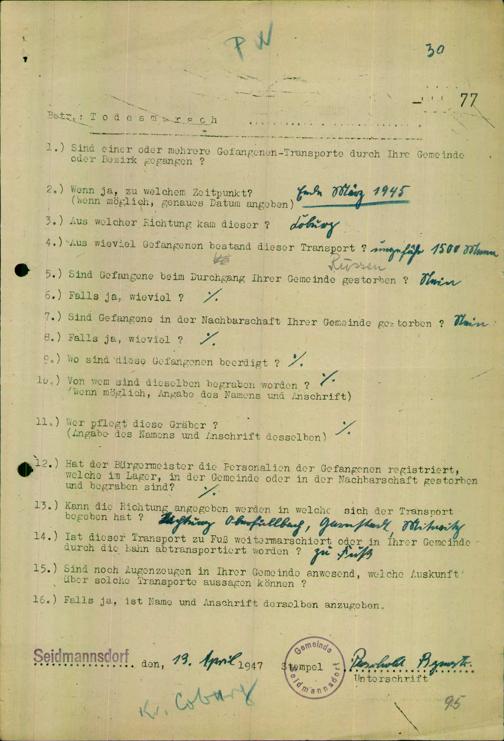 PW
30
77
Betr.: Todesmarsch
1.) Sind einer oder mehrere Gefangenen-Transporte durch Ihre Gemeinde
oder Bezirk gegangen ?
2.) Wenn ja, zu welchem Zeitpunkt? Ende März 1945
(wenn möglich, genaues Datum angeben)
3.) Aus welcher Richtung kam dieser ? Coburg
4.) Aus wieviel Gefangenen bestand dieser Transport ? ungefähr 1500 Mann
Russen
5.) Sind Gefangene beim Durchgang Ihrer Gemeinde gestorben ? Nein
6.) Falls ja, wieviel ? ·/.
7.) Sind Gefangene in der Nachbarschaft Ihrer Gemeinde gestorben ? Nein
8.) Falls ja, wieviel ? ·/.
9.) Wo sind diese Gefangenen beerdigt ? ·/.
10.) Von wem sind dieselben begraben worden ? ·/.
(Wenn möglich, Angabe des Namens und Anschrift)
11.) Wer pflegt diese Gräber ? ·/.
(Angabe des Namens und Anschrift desselben)
12.) Hat der Bürgermeister die Personalien der Gefangenen registriert,
welche im Lager, in der Gemeinde oder in der Nachbarschaft gestorben
und begraben sind? ·/.
13.) Kann die Richtung angegeben werden in welche sich der Transport
begeben hat ? Richtung Oberfüllbach, Garnstadt, Mitwitz
14.) Ist dieser Transport zu Fuß weitermarschiert oder in Ihrer Gemeinde
durch die Bahn abtransportiert worden ? zu Fuß
15.) Sind noch Augenzeugen in Ihrer Gemeinde anwesend, welche Auskunft
über solche Transporte aussagen können ?
16.) Falls ja, ist Name und Anschrift derselben anzugeben.
Seidmannsdorf den, 19. April 1947 Stempel
Gemeinde Seidmannsdorf
Unterschrift
Kr. Coburg
95